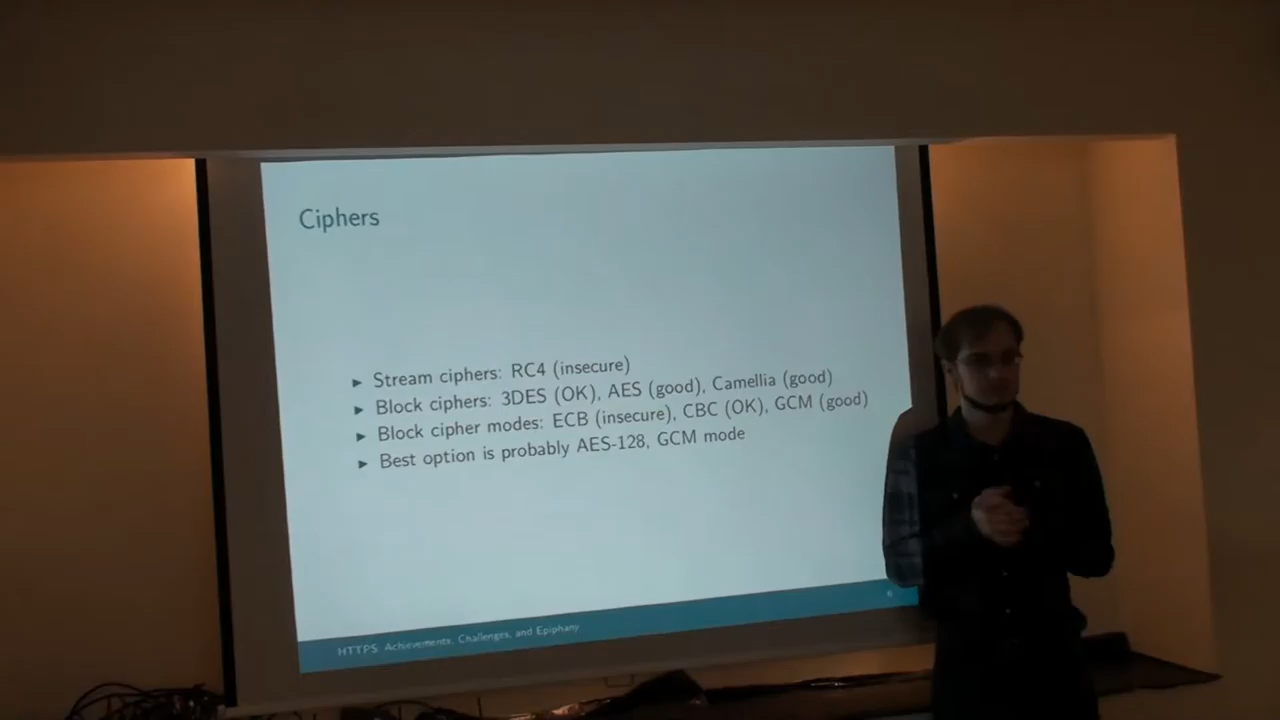 Ciphers
▶ Stream ciphers: RC4 (insecure)
▶ Block ciphers: 3DES (OK), AES (good), Camellia (good)
▶ Block cipher modes: ECB (insecure), CBC (OK), GCM (good)
▶ Best option is probably AES-128, GCM mode
6
HTTPS: Achievements, Challenges, and Epiphany